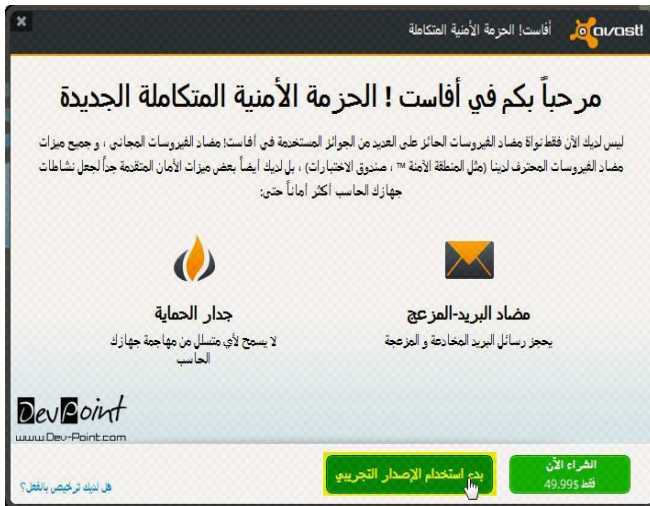 avast!
أفاست! الحزمة الأمنية المتكاملة
مرحباً بكم في أفاست ! الحزمة الأمنية المتكاملة الجديدة
ليس لديك الآن فقط نواة مضاد الفيروسات الحائز على العديد من الجوائز المستخدمة في أفاست! مضاد الفيروسات المجاني ، و جميع ميزات
مضاد الفيروسات المحترف لدينا (مثل المنطقة الآمنة ™ ، صندوق الاختبارات) ، بل لديك أيضاً بعض ميزات الأمان المتقدمة جداً لجعل نشاطات
جهازك الحاسب أكثر أماناً حتى:
مضاد البريد-المزعج
يحجز رسائل البريد المخادعة و المزعجة
جدار الحماية
لا يسمح لأي متسلل من مهاجمة جهازك
الحاسب
DevPoint
www.Dev-Point.com
الشراء الآن
فقط $49.99
بدء استخدام الإصدار التجريبي
هل لديك ترخيص بالفعل؟